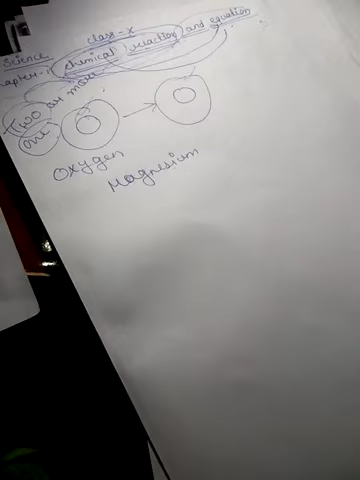 class-x
Science
chapter-1 chemical reaction and equation
Two or more
one
Oxygen
Magnesium